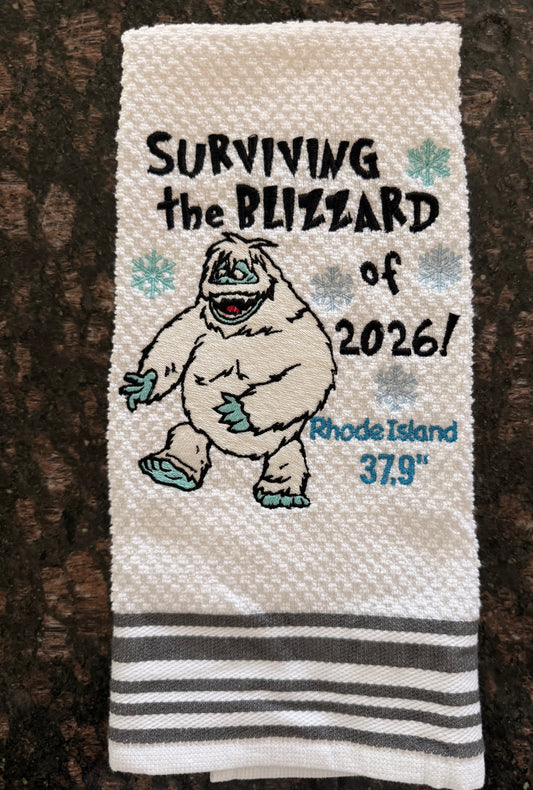 SURVIVING
the BLIZZARD
of
2026!
Rhode Island
37.9"